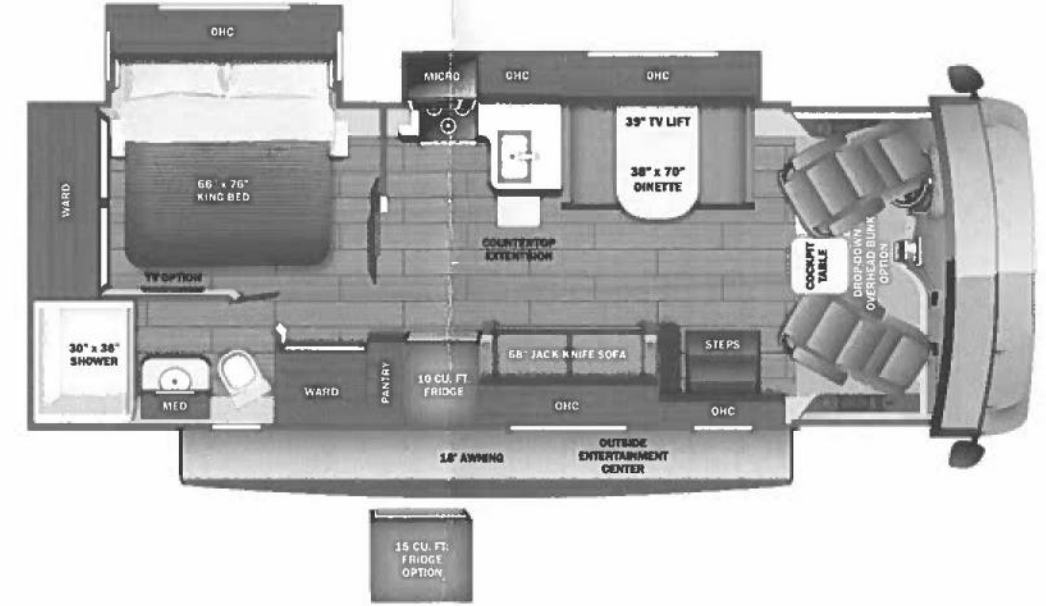 OHC
MICRO
OHC
OHC
39" TV LIFT
38" x 70"
DINETTE
WARD
66" x 76"
KING BED
COUNTERTOP
EXTENTSION
COCKPIT
TABLE
DROP-DOWN
OVERHEAD BUNK
OPTION
TV OPTION
30" x 36"
SHOWER
MED
WARD
PANTRY
10 CU. FT.
FRIDGE
68" JACK KNIFE SOFA
STEPS
OHC
OHC
18' AWNING
OUTSIDE
ENTERTAINMENT
CENTER
15 CU. FT.
FRIDGE
OPTION